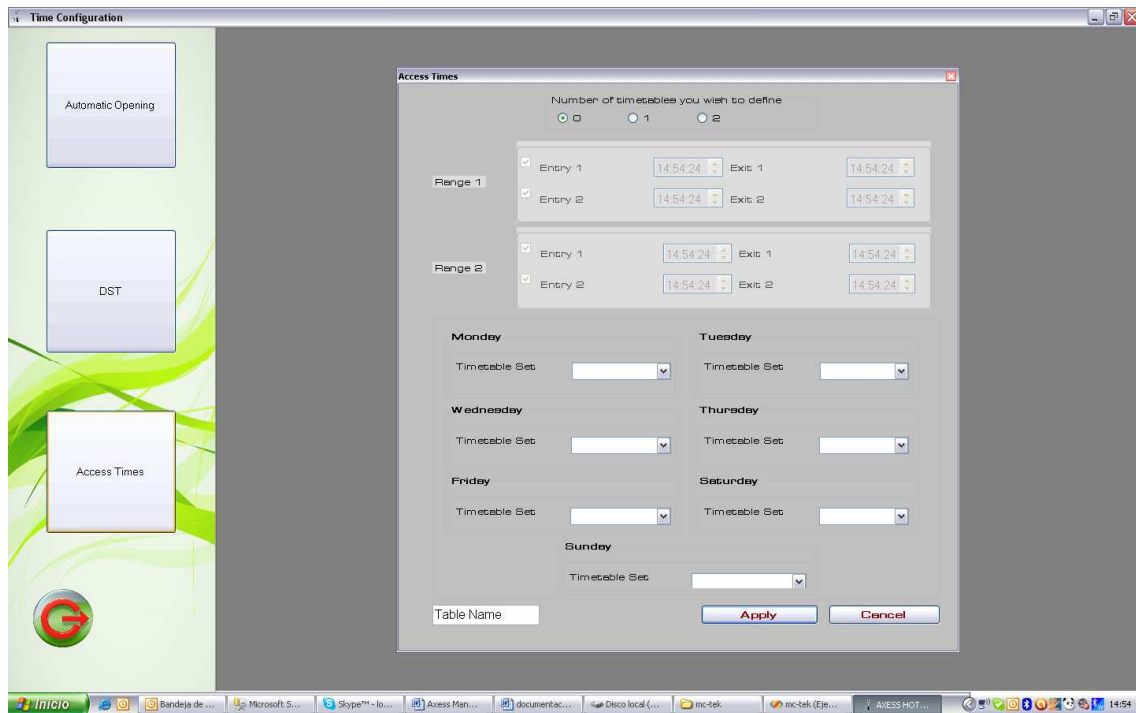 Time Configuration
Automatic Opening
DST
Access Times
Access Times
Number of timetables you wish to define
0 1 2
Range 1
Entry 1 14:54:24 Exit 1 14:54:24
Entry 2 14:54:24 Exit 2 14:54:24
Range 2
Entry 1 14:54:24 Exit 1 14:54:24
Entry 2 14:54:24 Exit 2 14:54:24
Monday Tuesday
Timetable Set Timetable Set
Wednesday Thursday
Timetable Set Timetable Set
Friday Saturday
Timetable Set Timetable Set
Sunday
Timetable Set
Table Name Apply Cancel
Inicio Bandeja de ... Microsoft S... Skype™ - lo... Axess Man... documentac... Disco local (... mc-tek mc-tek (Eje... AXESS HOT... 14:54